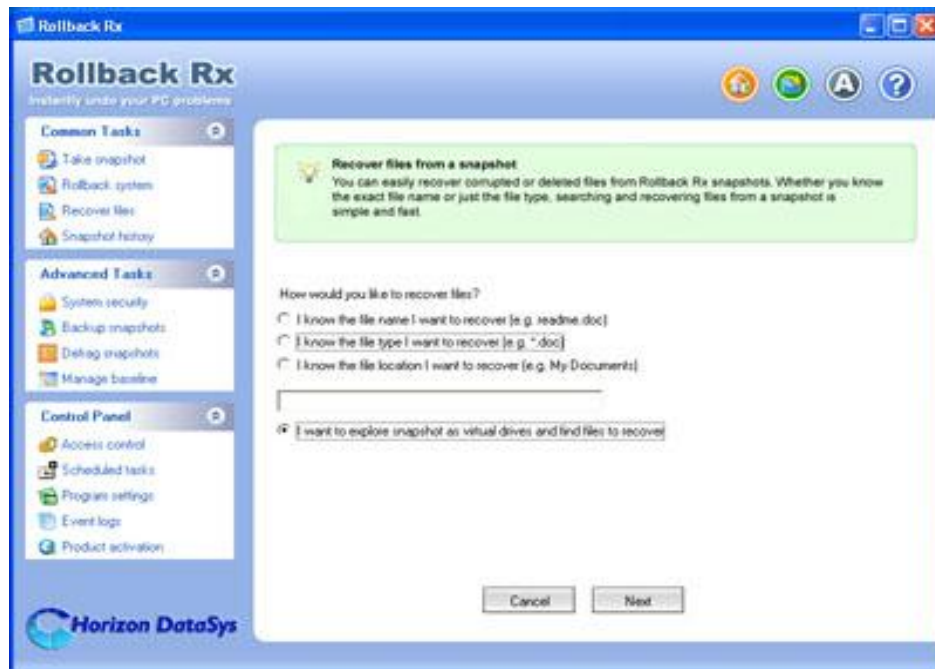 Rollback Rx
Rollback Rx
Instantly undo your PC problems
Common Tasks
Take snapshot
Rollback system
Recover files
Snapshot history
Advanced Tasks
System security
Backup snapshots
Defrag snapshots
Manage baseline
Control Panel
Access control
Scheduled tasks
Program settings
Event logs
Product activation
Horizon DataSys
A
?
Recover files from a snapshot
You can easily recover corrupted or deleted files from Rollback Rx snapshots. Whether you know
the exact file name or just the file type, searching and recovering files from a snapshot is
simple and fast.
How would you like to recover files?
I know the file name I want to recover (e.g. readme.doc)
I know the file type I want to recover (e.g. *.doc)
I know the file location I want to recover (e.g. My Documents)
I want to explore snapshot as virtual drives and find files to recover
Cancel
Next